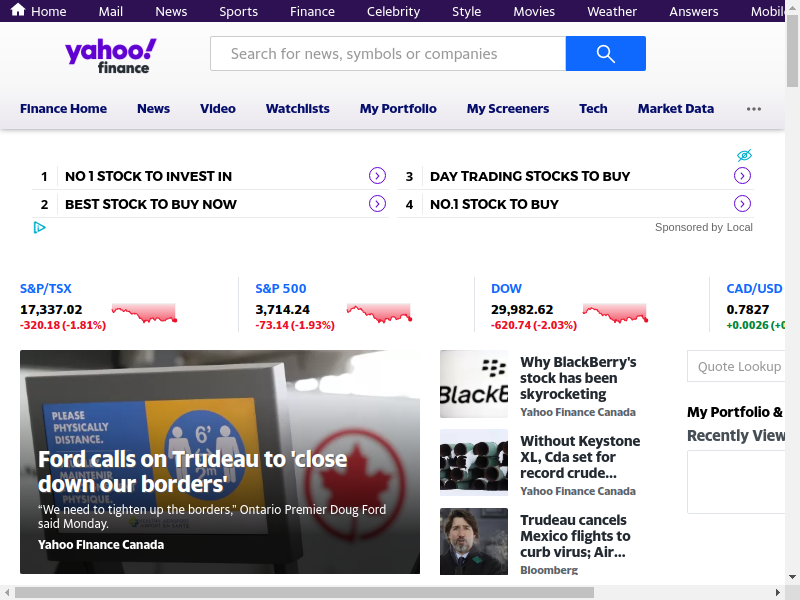 Home Mail News Sports Finance Celebrity Style Movies Weather Answers Mobil
yahoo!
finance
Search for news, symbols or companies
Finance Home News Video Watchlists My Portfolio My Screeners Tech Market Data ...
1 NO 1 STOCK TO INVEST IN
2 BEST STOCK TO BUY NOW
3 DAY TRADING STOCKS TO BUY
4 NO.1 STOCK TO BUY
Sponsored by Local
S&P/TSX
17,337.02
-320.18 (-1.81%)
S&P 500
3,714.24
-73.14 (-1.93%)
DOW
29,982.62
-620.74 (-2.03%)
CAD/USD
0.7827
+0.0026 (+0
PLEASE
PHYSICALLY
DISTANCE.
6'
2m
Ford calls on Trudeau to 'close
down our borders'
“We need to tighten up the borders,” Ontario Premier Doug Ford
said Monday.
Yahoo Finance Canada
BlackB
Why BlackBerry's
stock has been
skyrocketing
Yahoo Finance Canada
Without Keystone
XL, Cda set for
record crude...
Yahoo Finance Canada
Trudeau cancels
Mexico flights to
curb virus; Air...
Bloomberg
Quote Lookup
My Portfolio &
Recently View